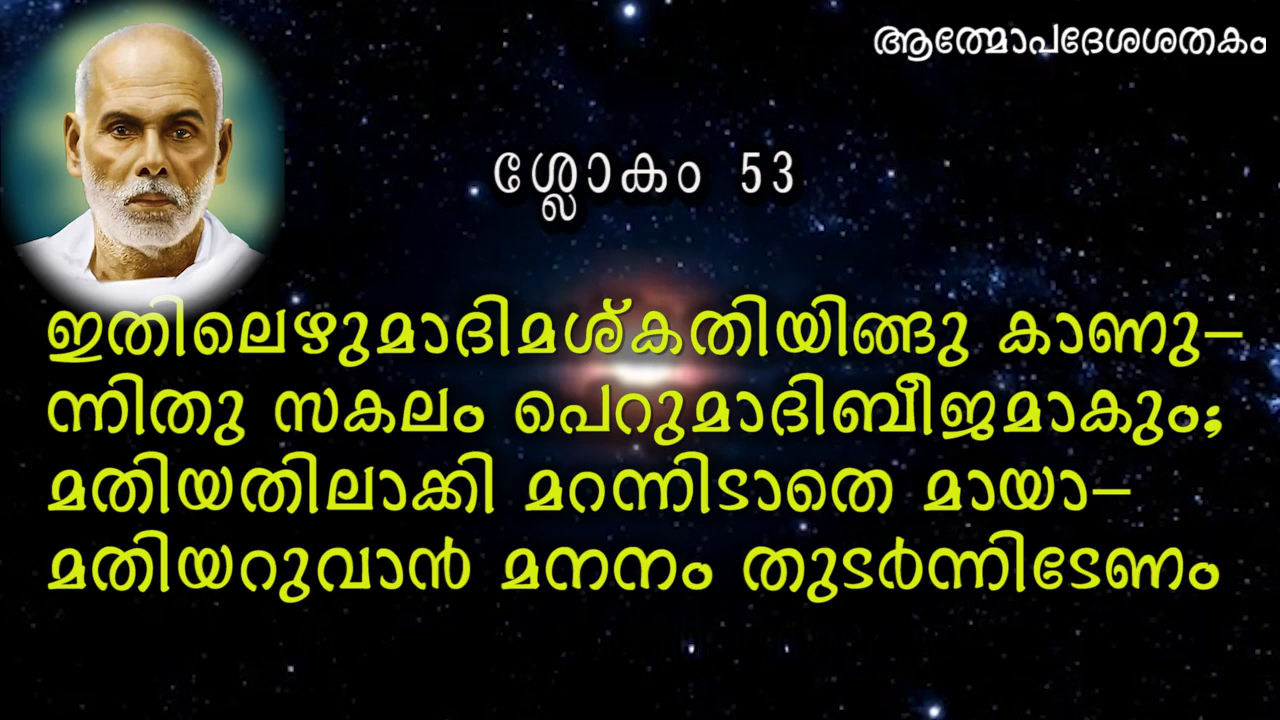 ആത്മോപദേശശതകം
ശ്ലോകം 53
ഇതിലെഴുമാദിമശ്കതിയിങ്ങു കാണു-
ന്നിതു സകലം പെറുമാദിബീജമാകും;
മതിയതിലാക്കി മറന്നിടാതെ മായാ-
മതിയറുവാൻ മനനം തുടർന്നിടേണം